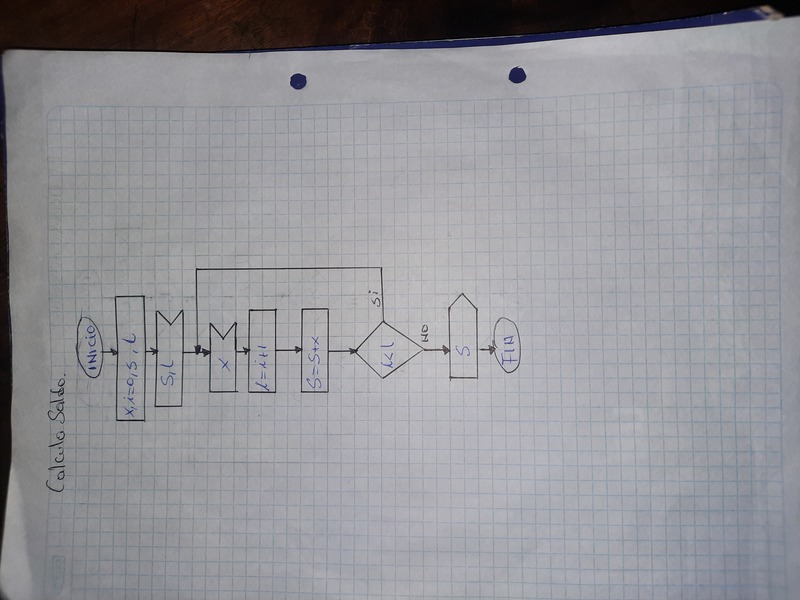 Calculo Saldo.
INICIO
x, i=0, s, l
S, l
x
i=i+1
S=S+x
i<l
si
NO
S
FIN